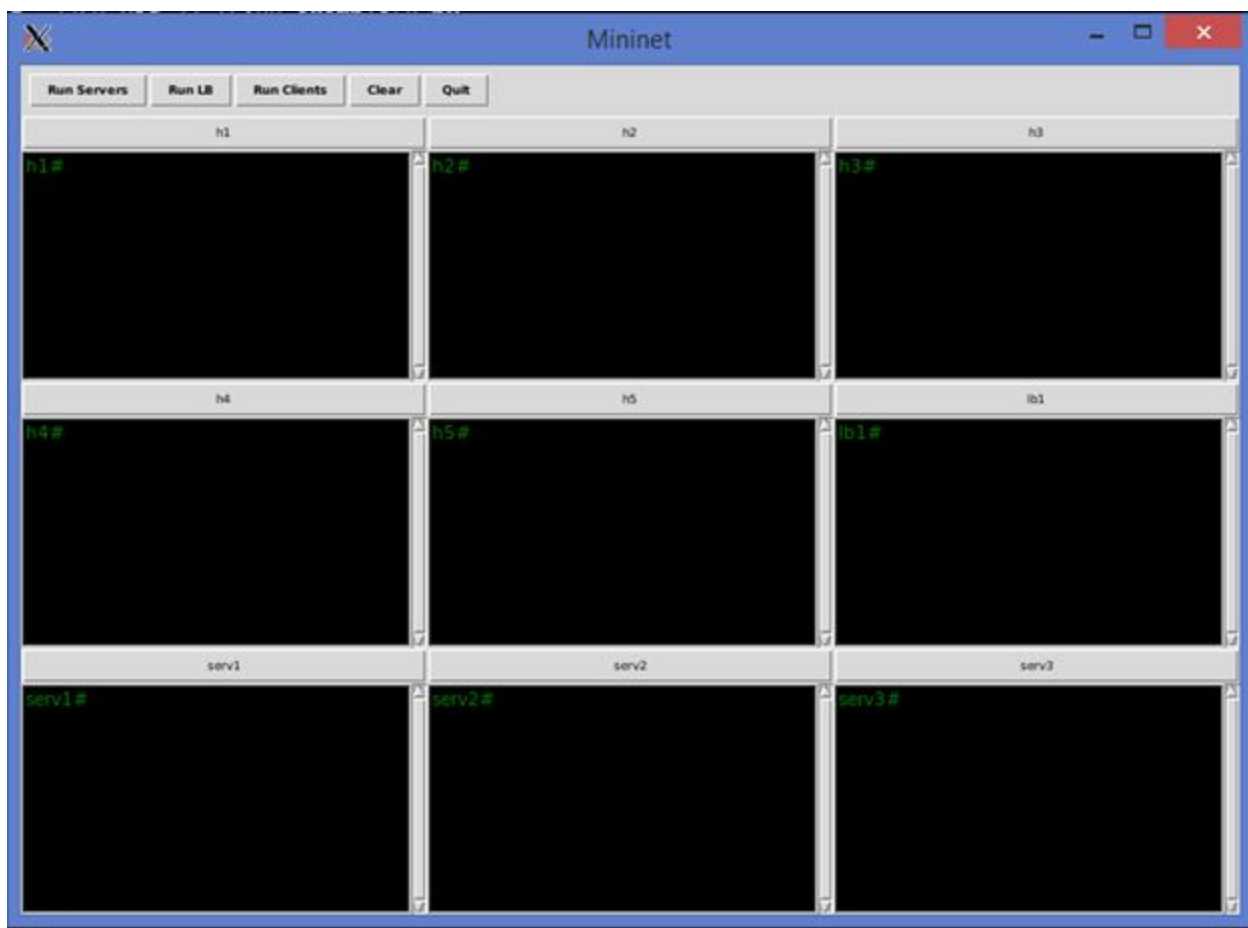 Mininet
Run Servers Run LB Run Clients Clear Quit
h1 h2 h3
h1# h2# h3#
h4 h5 lb1
h4# h5# lb1#
serv1 serv2 serv3
serv1# serv2# serv3#